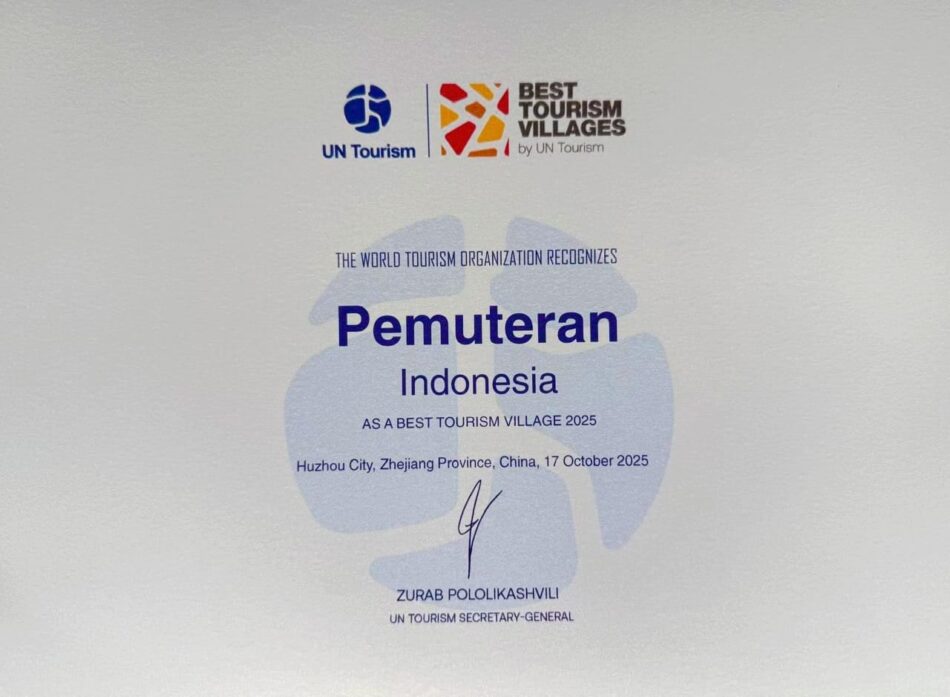 UN Tourism
BEST
TOURISM
VILLAGES
by UN Tourism
THE WORLD TOURISM ORGANIZATION RECOGNIZES
Pemuteran
Indonesia
AS A BEST TOURISM VILLAGE 2025
Huzhou City, Zhejiang Province, China, 17 October 2025
ZURAB POLOLIKASHVILI
UN TOURISM SECRETARY-GENERAL